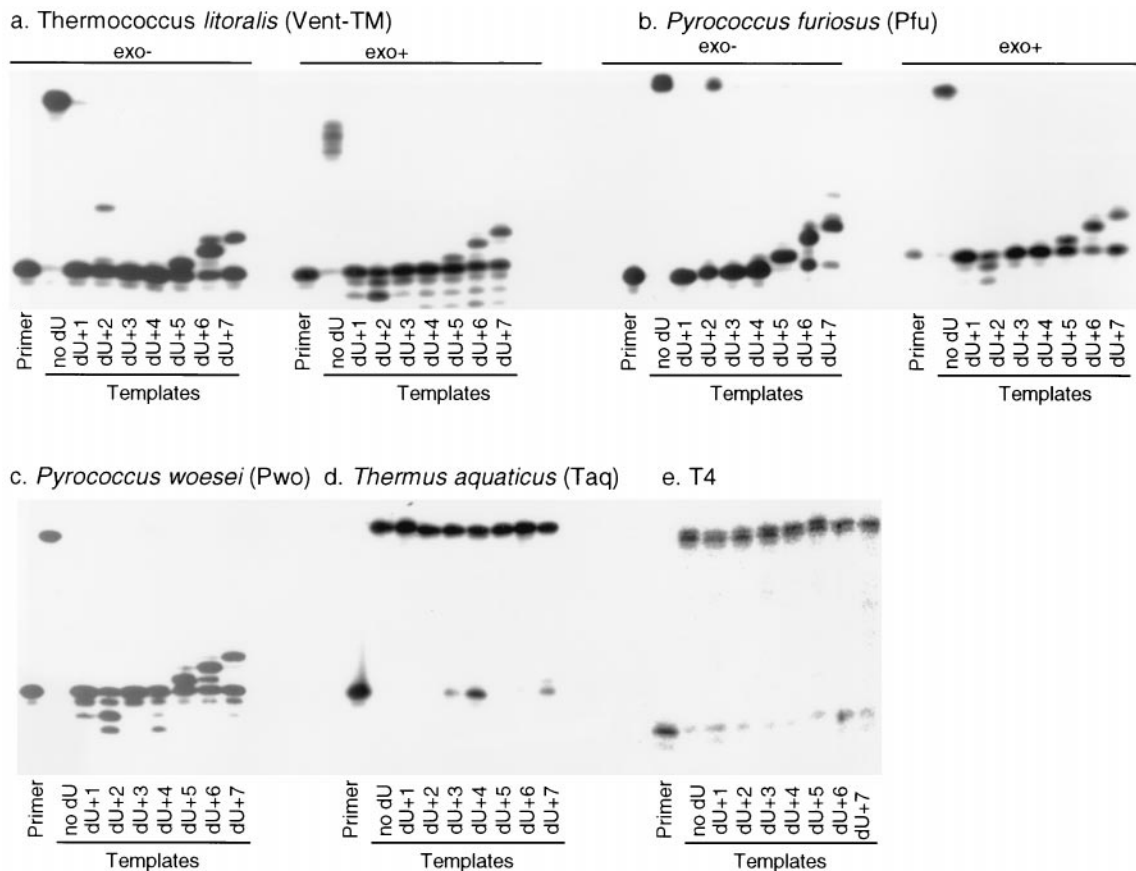 a. Thermococcus litoralis (Vent-TM)
exo-
exo+
Primer
no dU
dU+1
dU+2
dU+3
dU+4
dU+5
dU+6
dU+7
Templates
Primer
no dU
dU+1
dU+2
dU+3
dU+4
dU+5
dU+6
dU+7
Templates
b. Pyrococcus furiosus (Pfu)
exo-
exo+
Primer
no dU
dU+1
dU+2
dU+3
dU+4
dU+5
dU+6
dU+7
Templates
Primer
no dU
dU+1
dU+2
dU+3
dU+4
dU+5
dU+6
dU+7
Templates
c. Pyrococcus woesei (Pwo)
Primer
no dU
dU+1
dU+2
dU+3
dU+4
dU+5
dU+6
dU+7
Templates
d. Thermus aquaticus (Taq)
Primer
no dU
dU+1
dU+2
dU+3
dU+4
dU+5
dU+6
dU+7
Templates
e. T4
Primer
no dU
dU+1
dU+2
dU+3
dU+4
dU+5
dU+6
dU+7
Templates